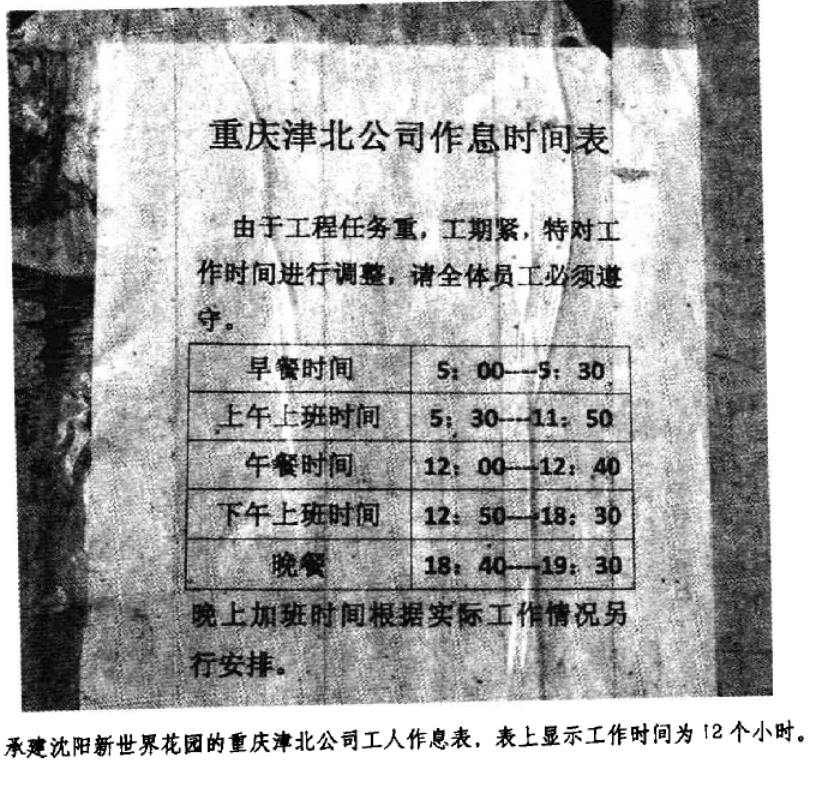 重庆津北公司作息时间表
由于工程任务重，工期紧，特对工
作时间进行调整，请全体员工必须遵
守。
早餐时间 5：00---5：30
上午上班时间 5：30---11：50
午餐时间 12：00---12：40
下午上班时间 12：50---18：30
晚餐 18：40---19：30
晚上加班时间根据实际工作情况另
行安排。
承建沈阳新世界花园的重庆津北公司工人作息表，表上显示工作时间为12个小时。